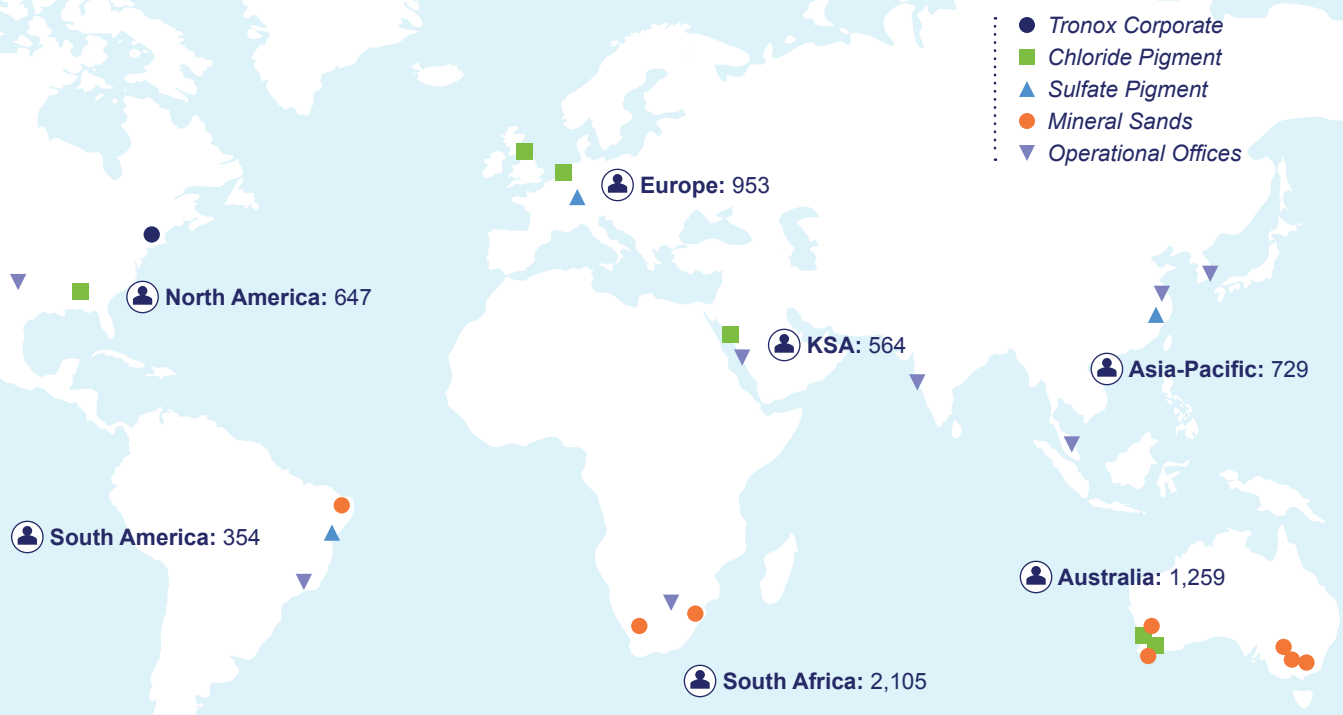 Tronox Corporate
Chloride Pigment
Sulfate Pigment
Mineral Sands
Operational Offices
Europe: 953
North America: 647
KSA: 564
Asia-Pacific: 729
South America: 354
Australia: 1,259
South Africa: 2,105